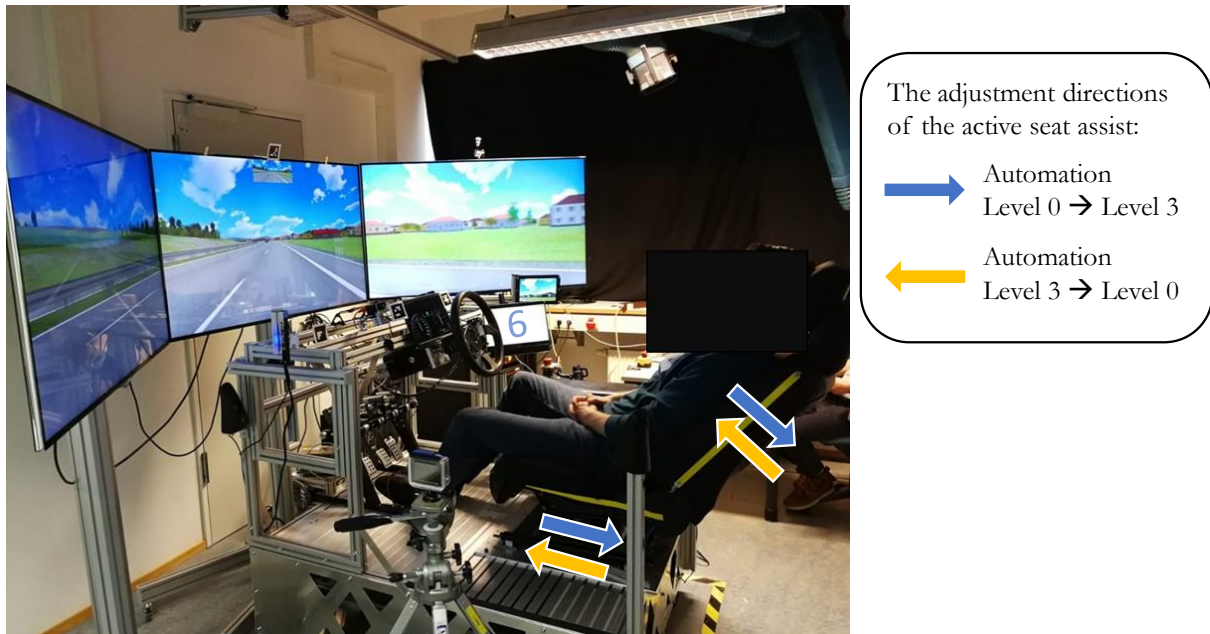 The adjustment directions
of the active seat assist:
Automation
Level 0 → Level 3
Automation
Level 3 → Level 0
6